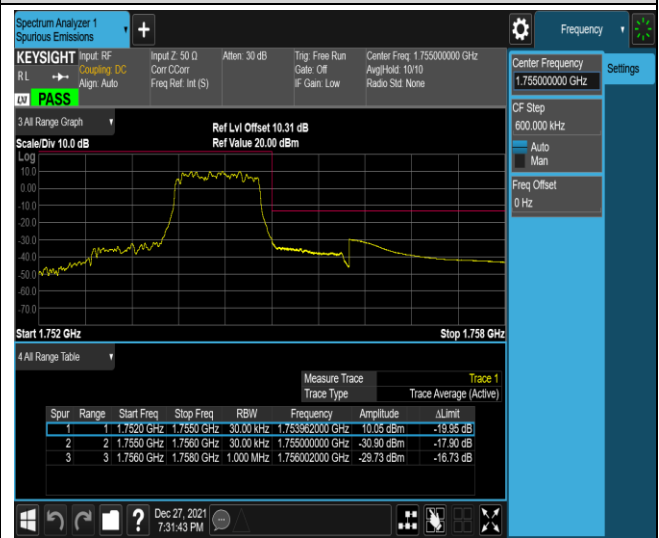 Spectrum Analyzer 1
Spurious Emissions
Frequency
KEYSIGHT Input: RF Input Z: 50 Ω Atten: 30 dB Trig: Free Run Center Freq: 1.755000000 GHz
RL Coupling: DC Corr CCorr Gate: Off Avg|Hold: 10/10
Align: Auto Freq Ref: Int (S) IF Gain: Low Radio Std: None
LXI PASS
Center Frequency
1.755000000 GHz
Settings
CF Step
600.000 kHz
Auto
Man
Freq Offset
0 Hz
3 All Range Graph
Ref Lvl Offset 10.31 dB
Scale/Div 10.0 dB Ref Value 20.00 dBm
Log
10.0
0.00
-10.0
-20.0
-30.0
-40.0
-50.0
-60.0
-70.0
Start 1.752 GHz Stop 1.758 GHz
4 All Range Table
Measure Trace Trace 1
Trace Type Trace Average (Active)
Spur Range Start Freq Stop Freq RBW Frequency Amplitude ΔLimit
1 1 1.7520 GHz 1.7550 GHz 30.00 kHz 1.753962000 GHz 10.05 dBm -19.95 dB
2 2 1.7550 GHz 1.7560 GHz 30.00 kHz 1.755000000 GHz -30.90 dBm -17.90 dB
3 3 1.7560 GHz 1.7580 GHz 1.000 MHz 1.756002000 GHz -29.73 dBm -16.73 dB
Dec 27, 2021
7:31:43 PM